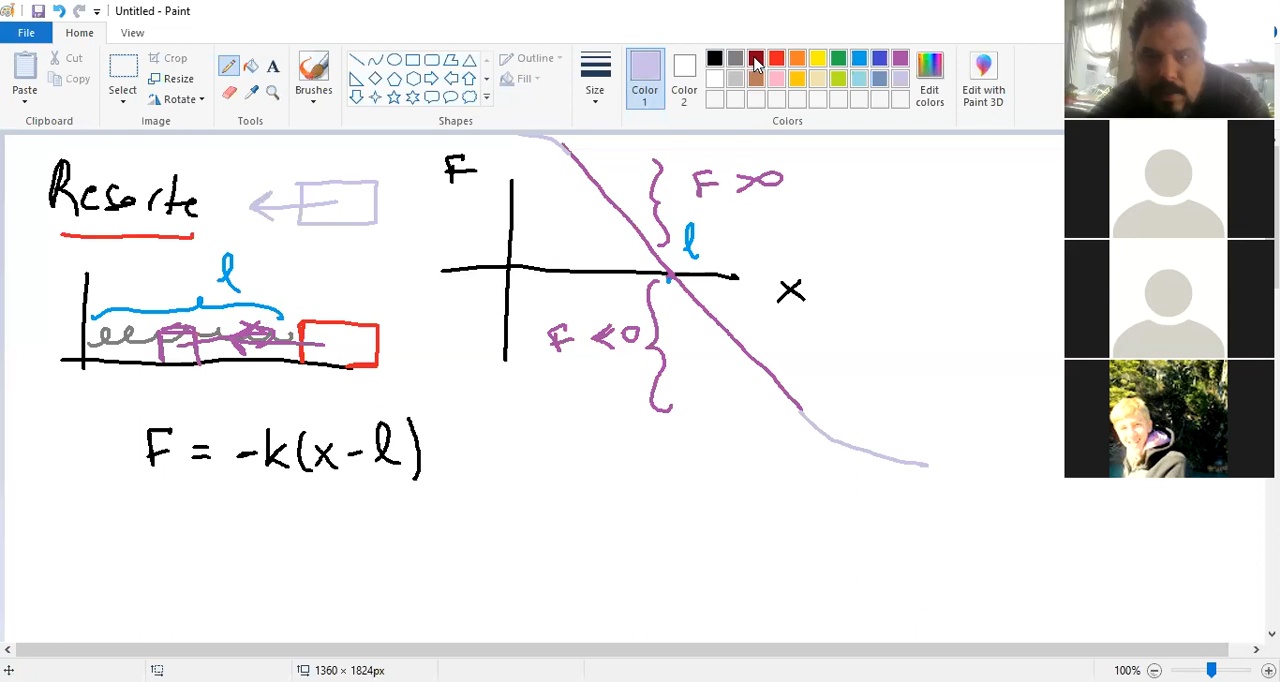 Untitled - Paint
File
Home
View
Paste
Cut
Copy
Clipboard
Select
Crop
Resize
Rotate
Image
A
Tools
Brushes
Shapes
Outline
Fill
Size
Color 1
Color 2
Edit colors
Edit with Paint 3D
Colors
Resorte
F
F >0
l
l
x
F <0
F = -k(x-l)
1360 × 1824px
100%